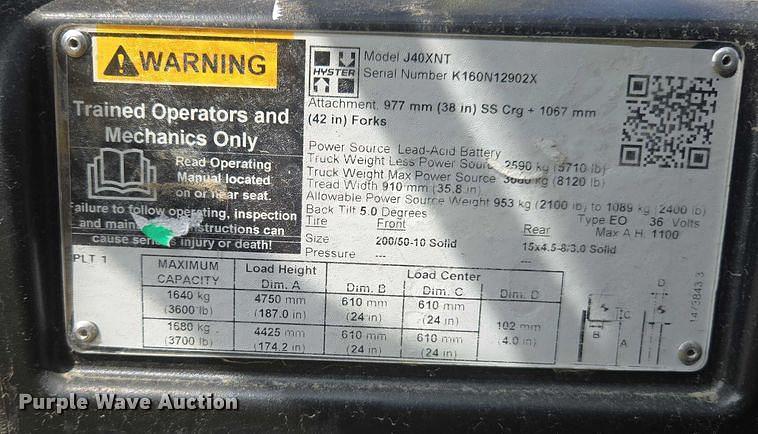 WARNING
Trained Operators and
Mechanics Only
Read Operating
Manual located
on or near seat.
Failure to follow operating, inspection
and maintenance instructions can
cause serious injury or death!
HYSTER
Model J40XNT
Serial Number K160N12902X
Attachment 977 mm (38 in) SS Crg + 1067 mm
(42 in) Forks
Power Source Lead-Acid Battery
Truck Weight Less Power Source 2590 kg (5710 lb)
Truck Weight Max Power Source 3680 kg (8120 lb)
Tread Width 910 mm (35.8 in)
Allowable Power Source Weight 953 kg (2100 lb) to 1089 kg (2400 lb)
Back Tilt 5.0 Degrees Type EO 36 Volts
Tire Front Rear Max A.H. 1100
Size 200/50-10 Solid 15x4.5-8/3.0 Solid
Pressure --- ---
PLT 1
MAXIMUM CAPACITY Load Height Load Center
Dim. A Dim. B Dim. C Dim. D
1640 kg 4750 mm 610 mm 610 mm
(3600 lb) (187.0 in) (24 in) (24 in)
102 mm
(4.0 in)
1680 kg 4425 mm 610 mm 610 mm
(3700 lb) (174.2 in) (24 in) (24 in)
D
C
B
A
Purple Wave Auction